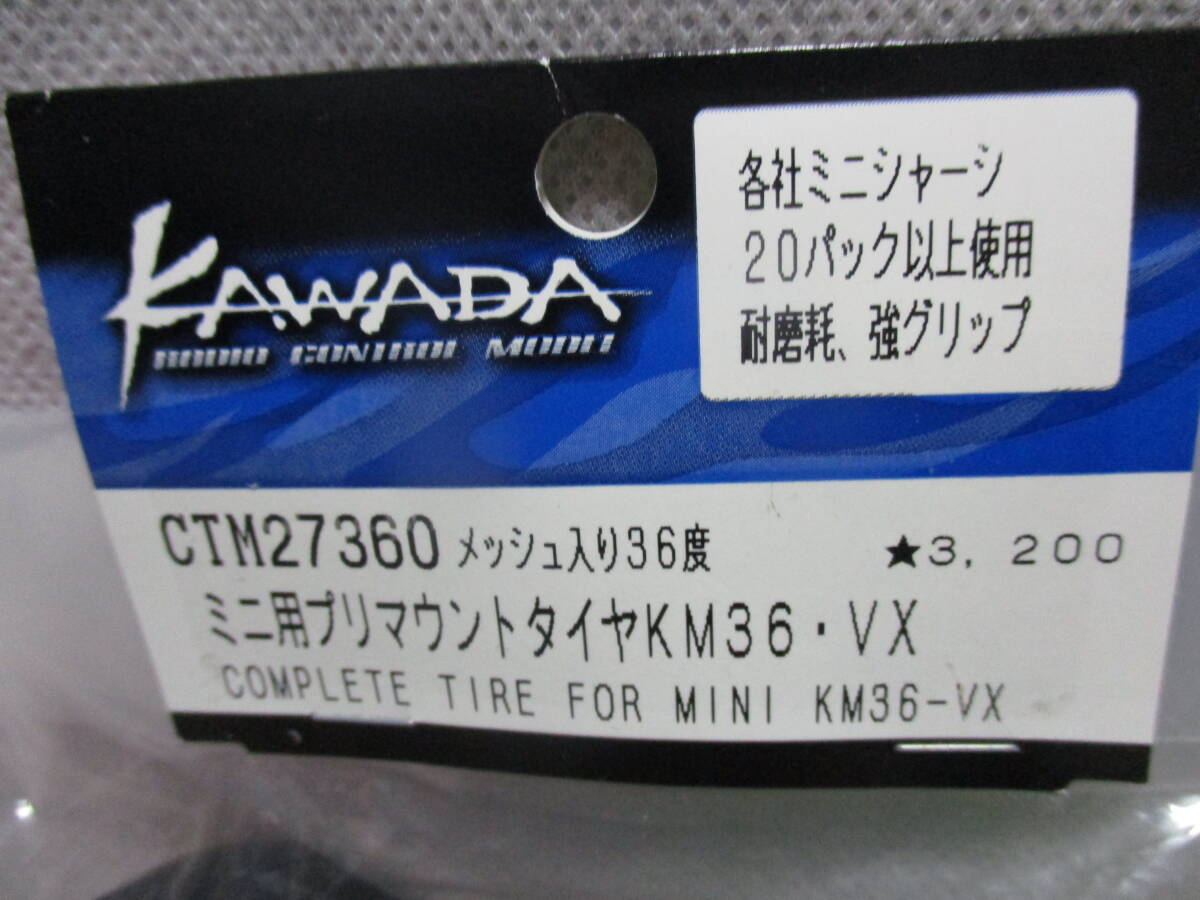 KAWADA
RADIO CONTROL MODEL
各社ミニシャーシ
20パック以上使用
耐磨耗、強グリップ
CTM27360 メッシュ入り36度 ★3,200
ミニ用プリマウントタイヤKM36・VX
COMPLETE TIRE FOR MINI KM36-VX